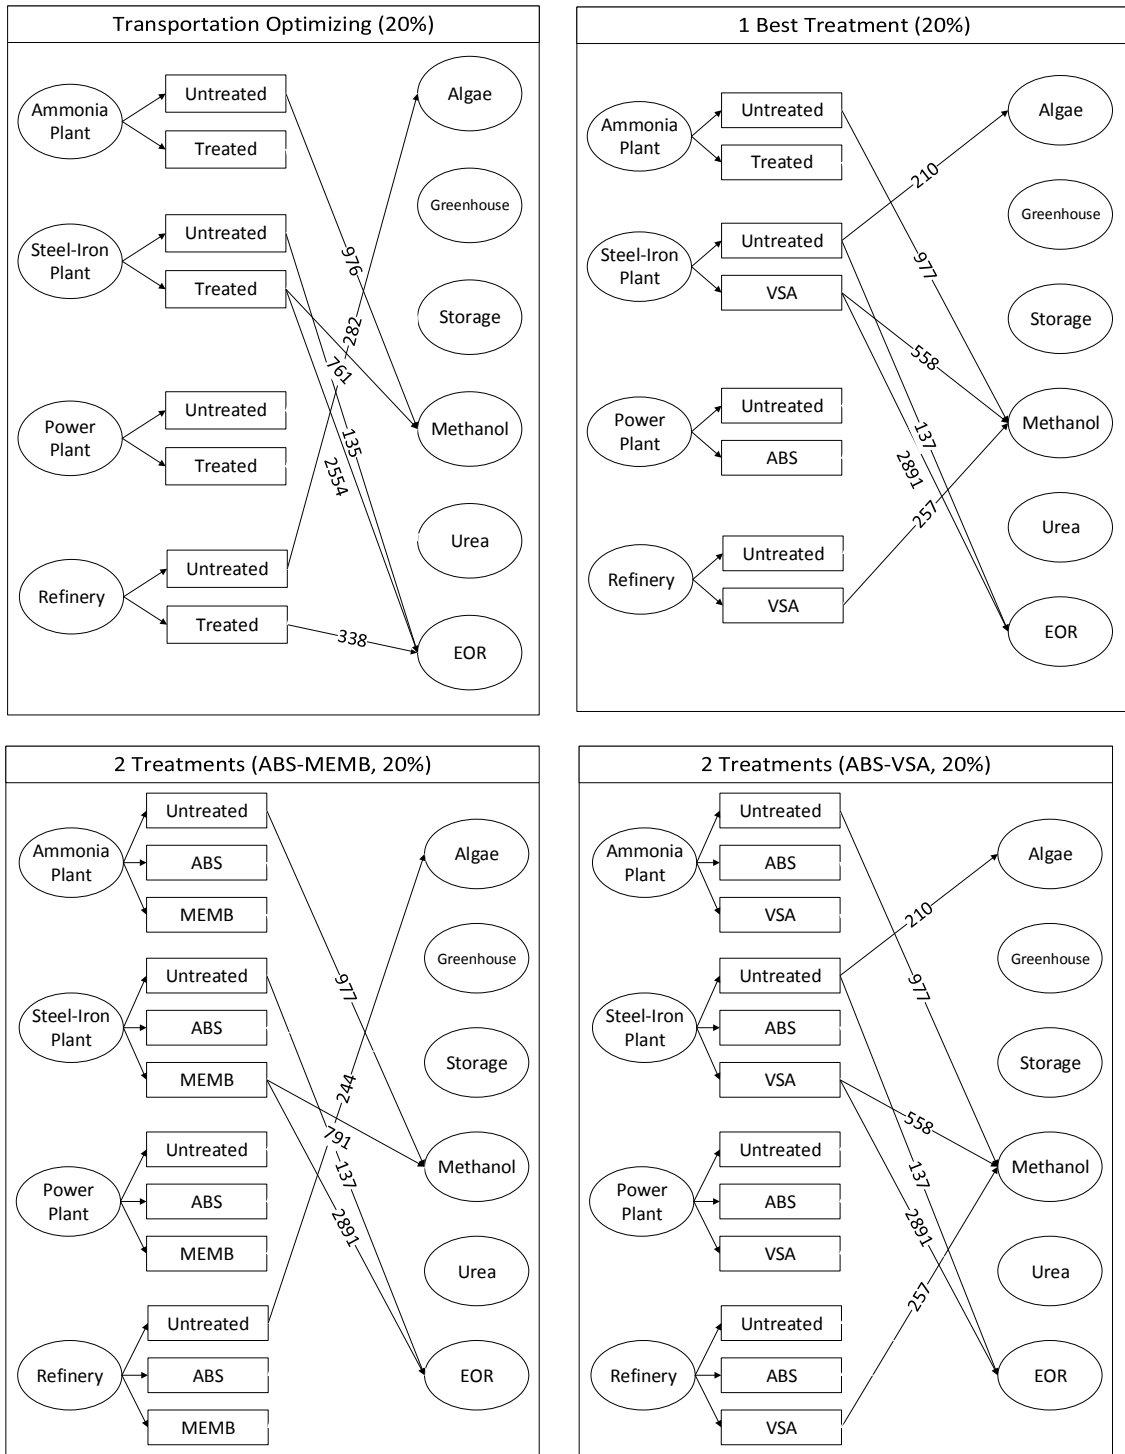 Transportation Optimizing (20%)
Ammonia
Plant
Untreated
Treated
Steel-Iron
Plant
Untreated
Treated
Power
Plant
Untreated
Treated
Refinery
Untreated
Treated
976
282
761
135
2554
338
Algae
Greenhouse
Storage
Methanol
Urea
EOR
1 Best Treatment (20%)
Ammonia
Plant
Untreated
Treated
Steel-Iron
Plant
Untreated
VSA
Power
Plant
Untreated
ABS
Refinery
Untreated
VSA
210
977
558
137
2891
257
Algae
Greenhouse
Storage
Methanol
Urea
EOR
2 Treatments (ABS-MEMB, 20%)
Ammonia
Plant
Untreated
ABS
MEMB
Steel-Iron
Plant
Untreated
ABS
MEMB
Power
Plant
Untreated
ABS
MEMB
Refinery
Untreated
ABS
MEMB
977
244
791
137
2891
Algae
Greenhouse
Storage
Methanol
Urea
EOR
2 Treatments (ABS-VSA, 20%)
Ammonia
Plant
Untreated
ABS
VSA
Steel-Iron
Plant
Untreated
ABS
VSA
Power
Plant
Untreated
ABS
VSA
Refinery
Untreated
ABS
VSA
210
977
558
137
2891
257
Algae
Greenhouse
Storage
Methanol
Urea
EOR